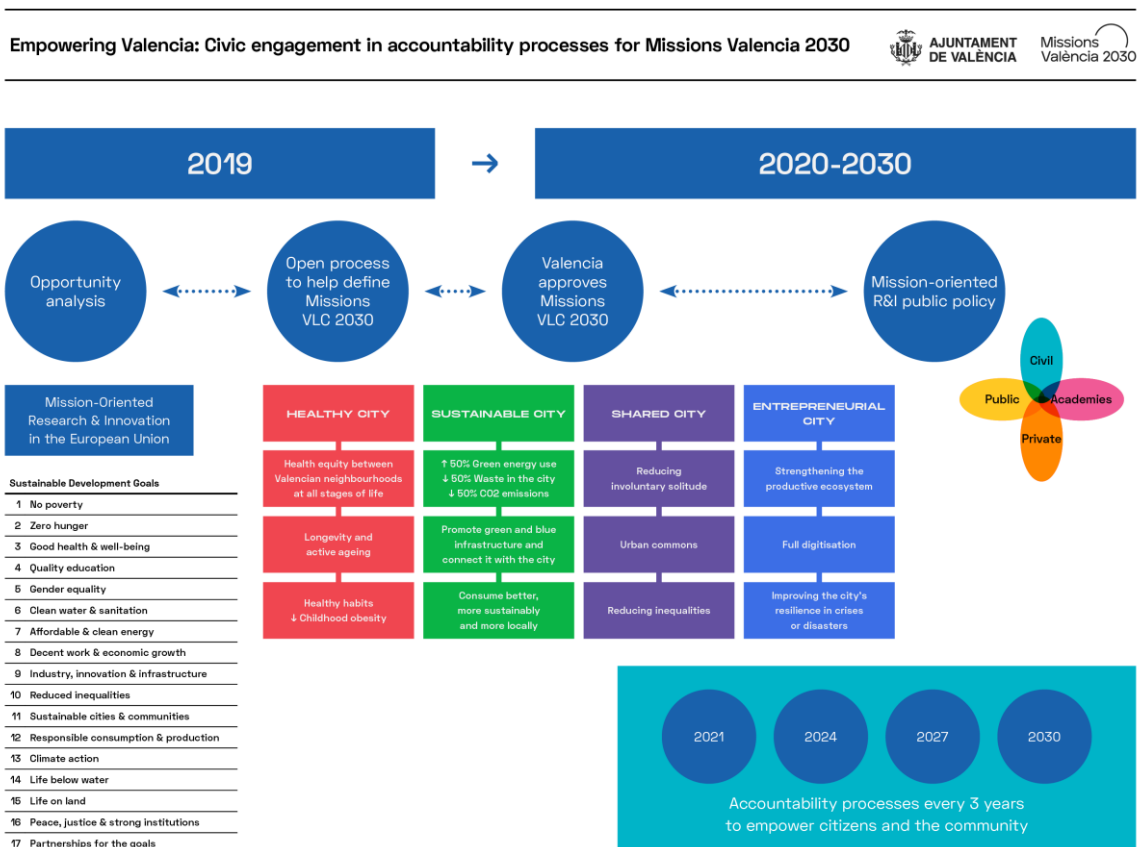 Empowering Valencia: Civic engagement in accountability processes for Missions Valencia 2030
AJUNTAMENT
DE VALÈNCIA
Missions
València 2030
2019
→
2020-2030
Opportunity
analysis
Open process
to help define
Missions
VLC 2030
Valencia
approves
Missions
VLC 2030
Mission-oriented
R&I public policy
Civil
Public
Academies
Private
Mission-Oriented
Research & Innovation
in the European Union
Sustainable Development Goals
1 No poverty
2 Zero hunger
3 Good health & well-being
4 Quality education
5 Gender equality
6 Clean water & sanitation
7 Affordable & clean energy
8 Decent work & economic growth
9 Industry, innovation & infrastructure
10 Reduced inequalities
11 Sustainable cities & communities
12 Responsible consumption & production
13 Climate action
14 Life below water
15 Life on land
16 Peace, justice & strong institutions
17 Partnerships for the goals
HEALTHY CITY
Health equity between
Valencian neighbourhoods
at all stages of life
Longevity and
active ageing
Healthy habits
↓ Childhood obesity
SUSTAINABLE CITY
↑ 50% Green energy use
↓ 50% Waste in the city
↓ 50% CO2 emissions
Promote green and blue
infrastructure and
connect it with the city
Consume better,
more sustainably
and more locally
SHARED CITY
Reducing
involuntary solitude
Urban commons
Reducing inequalities
ENTREPRENEURIAL
CITY
Strengthening the
productive ecosystem
Full digitisation
Improving the city's
resilience in crises
or disasters
2021
2024
2027
2030
Accountability processes every 3 years
to empower citizens and the community